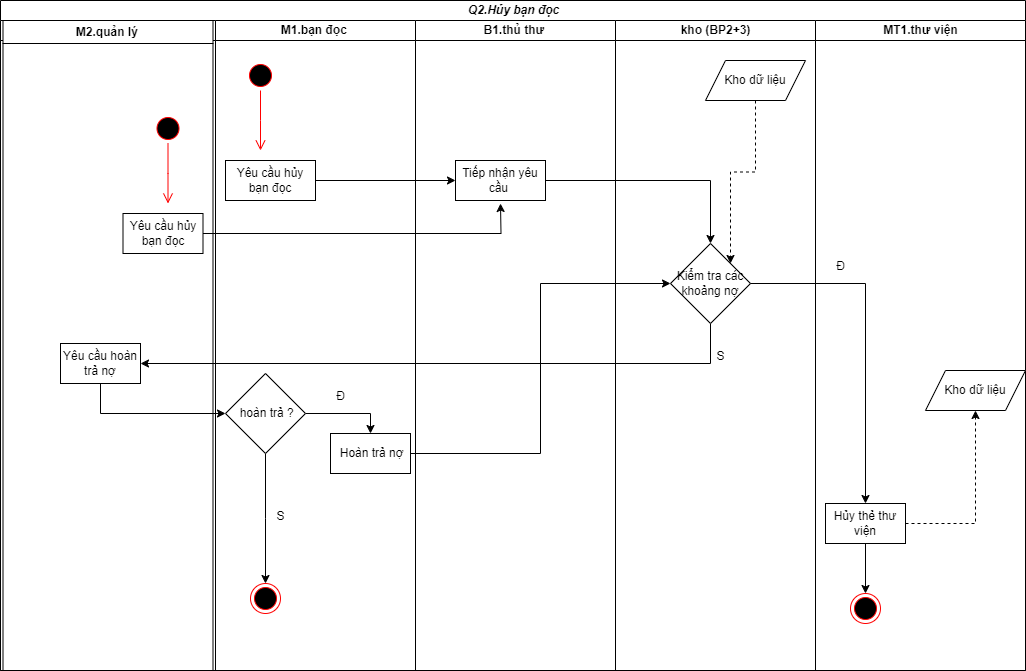 Q2.Hủy bạn đọc
M2.quản lý
M1.bạn đọc
B1.thủ thư
kho (BP2+3)
MT1.thư viện
Kho dữ liệu
Yêu cầu hủy
bạn đọc
Tiếp nhận yêu
cầu
Yêu cầu hủy
bạn đọc
Kiểm tra các
khoảng nợ
Đ
S
Yêu cầu hoàn
trả nợ
hoàn trả ?
Đ
Hoàn trả nợ
Kho dữ liệu
S
Hủy thẻ thư
viện